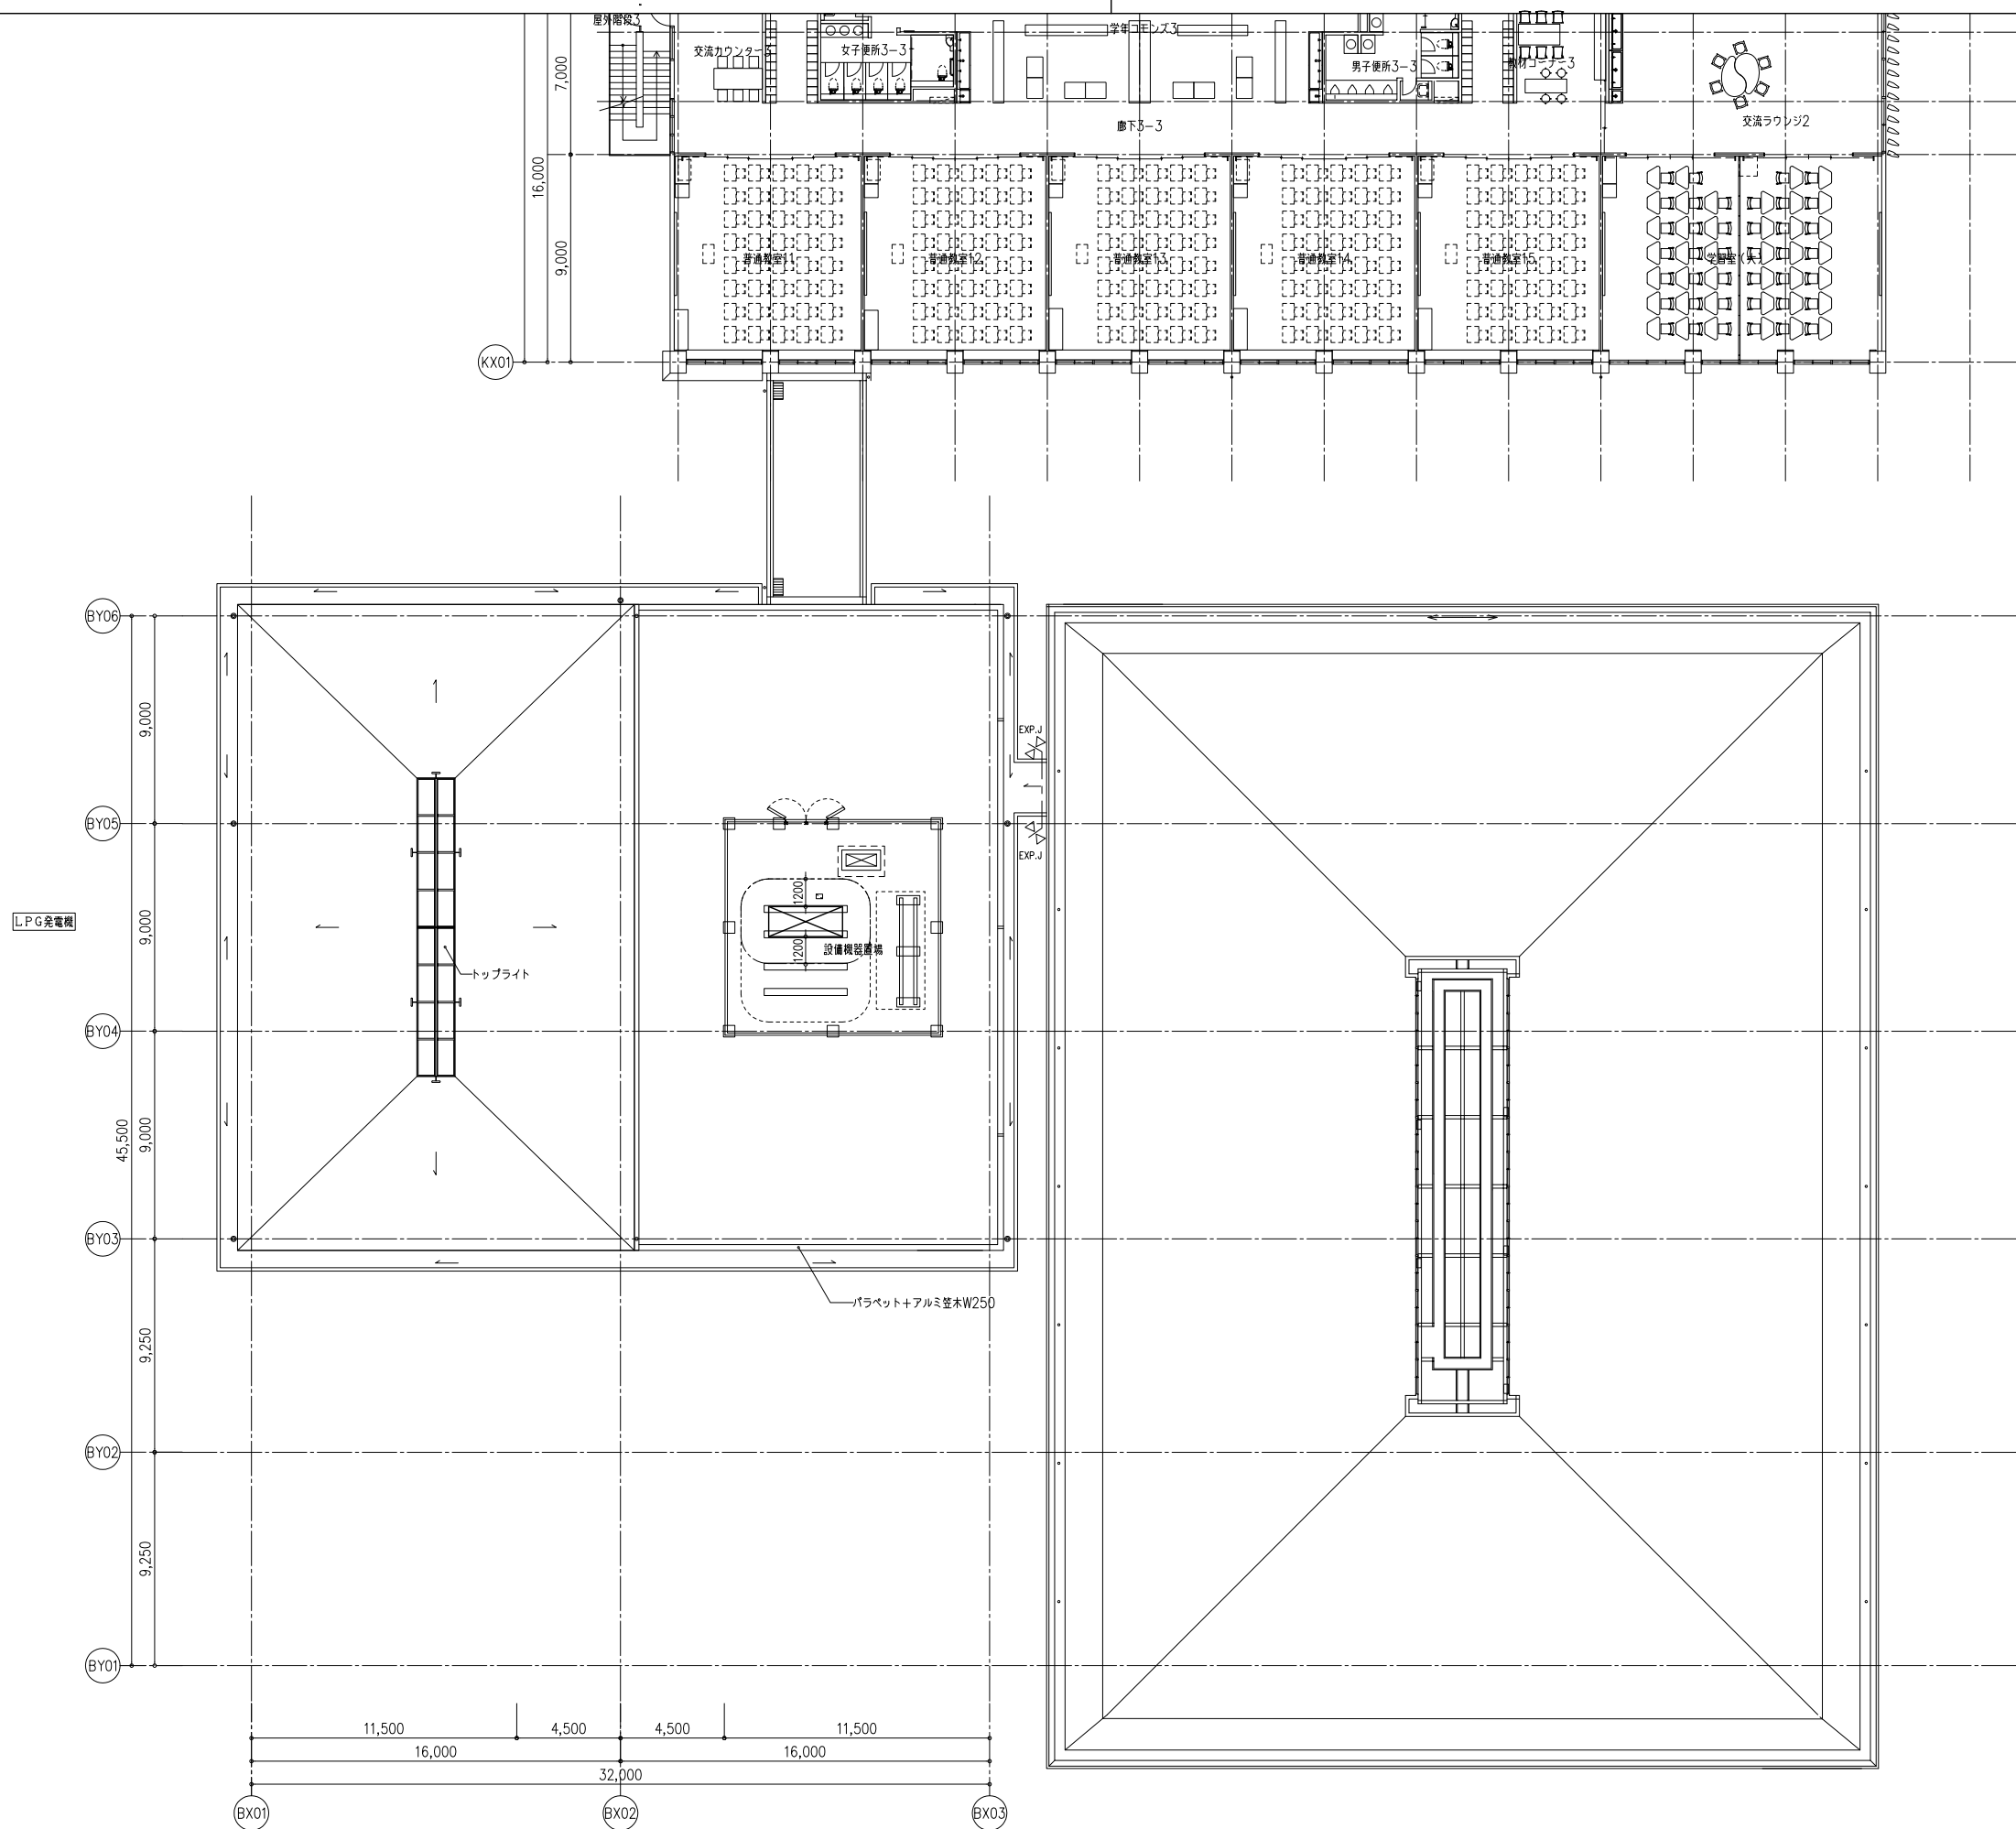 屋外階段3
交流カウンター3
女子便所3-3
学年コモンズ3
男子便所3-3
教材コーナー3
交流ラウンジ2
廊下3-3
7,000
16,000
9,000
普通教室11
普通教室12
普通教室13
普通教室14
普通教室15
学習室(大)
KX01
BY06
9,000
EXP.J
BY05
EXP.J
1200
LPG発電機
9,000
設備機器置場
1200
トップライト
BY04
45,500
9,000
BY03
パラペット+アルミ笠木W250
9,250
BY02
9,250
BY01
11,500
4,500
4,500
11,500
16,000
16,000
32,000
BX01
BX02
BX03